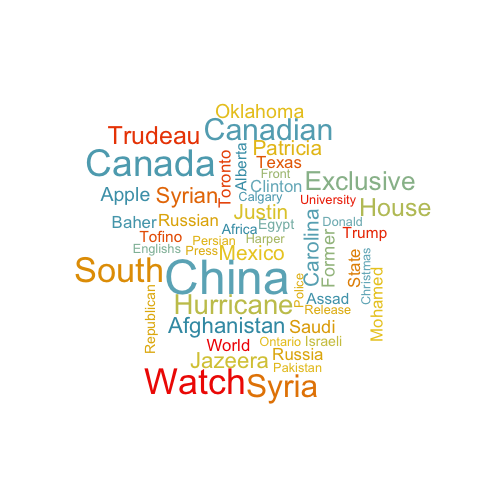 Oklahoma
Trudeau
Canadian
Patricia
Toronto
Alberta
Texas
Canada
Front
Exclusive
Apple
Syrian
Clinton
Calgary
University
House
Justin
Baher
Russian
Africa
Egypt
Carolina
Former
Donald
Trump
Tofino
Persian
Harper
Englishs
Press
Mexico
State
Christmas
South
China
Police
Mohamed
Republican
Hurricane
Assad
Release
Afghanistan
Saudi
World
Ontario
Israeli
Jazeera
Russia
Pakistan
Watch
Syria